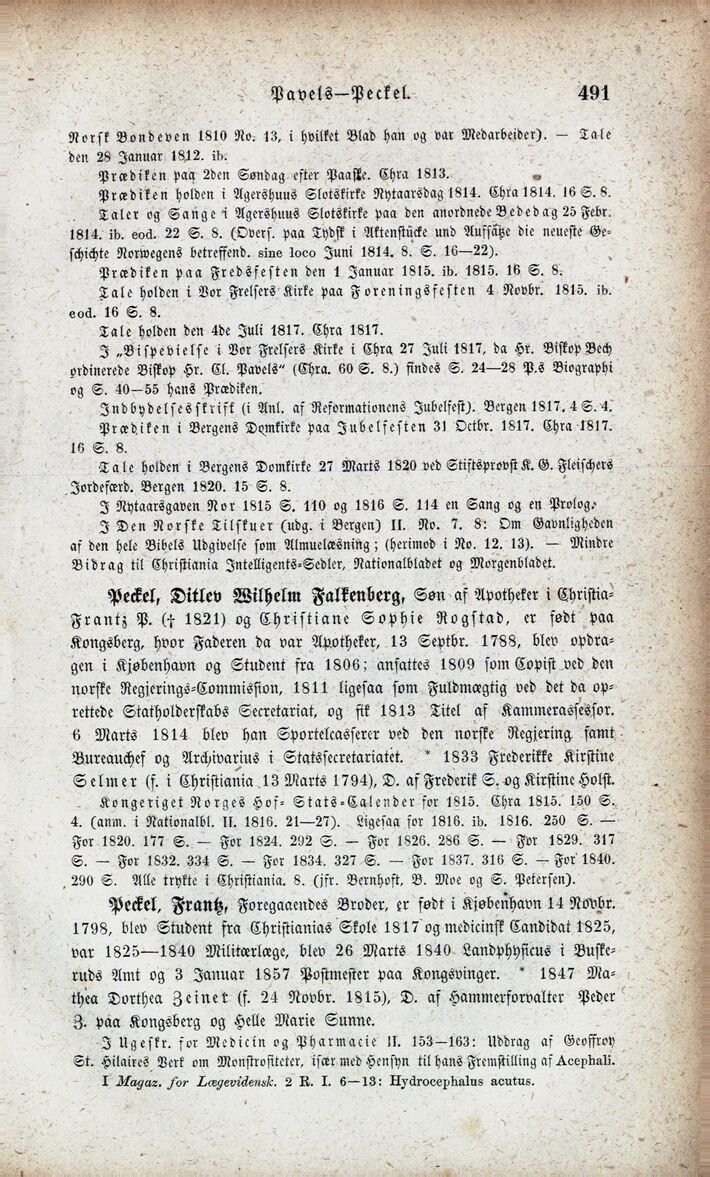 Pavels—Peckel. 491
Norsk Bondeven 1810 No. 13, i hvilket Blad han og var Medarbeider). — Tale
den 28 Januar 1812. ib.
Prædiken paa 2den Søndag efter Paaske. Chra 1813.
Prædiken holden i Agershuus Slotskirke Nytaarsdag 1814. Chra 1814. 16 S. 8.
Taler og Sange i Agershuus Slotskirke paa den anordnede Bededag 25 Febr.
1814. ib. eod. 22 S. 8. (Overs. paa Tydsk i Aktenstücke und Aufsätze die neueste Ge-
schichte Norwegens betreffend. sine loco Juni 1814. 8. S. 16—22).
Prædiken paa Fredsfesten den 1 Januar 1815. ib. 1815. 16 S. 8.
Tale holden i Vor Frelsers Kirke paa Foreningsfesten 4 Novbr. 1815. ib.
eod. 16 S. 8.
Tale holden den 4de Juli 1817. Chra 1817.
I „Bispevielse i Vor Frelsers Kirke i Chra 27 Juli 1817, da Hr. Biskop Bech
ordinerede Biskop Hr. Cl. Pavels“ (Chra. 60 S. 8.) findes S. 24—28 P.s Biographi
og S. 40—55 hans Prædiken.
Indbydelsesskrift (i Anl. af Reformationens Jubelfest). Bergen 1817. 4 S. 4.
Prædiken i Bergens Domkirke paa Jubelfesten 31 Octbr. 1817. Chra 1817.
16 S. 8.
Tale holden i Bergens Domkirke 27 Marts 1820 ved Stiftsprovst K. G. Fleischers
Jordefærd. Bergen 1820. 15 S. 8.
I Nytaarsgaven Nor 1815 S. 110 og 1816 S. 114 en Sang og en Prolog.
I Den Norske Tilskuer (udg. i Bergen) II. No. 7. 8: Om Gavnligheden
af den hele Bibels Udgivelse som Almuelæsning; (herimod i No. 12. 13). — Mindre
Bidrag til Christiania Intelligents-Sedler, Nationalbladet og Morgenbladet.
Peckel, Ditlev Wilhelm Falkenberg, Søn af Apotheker i Christia-
Frantz P. († 1821) og Christiane Sophie Rogstad, er født paa
Kongsberg, hvor Faderen da var Apotheker, 13 Septbr. 1788, blev opdra-
gen i Kjøbenhavn og Student fra 1806; ansattes 1809 som Copist ved den
norske Regjerings-Commission, 1811 ligesaa som Fuldmægtig ved det da op-
rettede Statholderskabs Secretariat, og fik 1813 Titel af Kammerassessor.
6 Marts 1814 blev han Sportelcasserer ved den norske Regjering samt
Bureauchef og Archivarius i Statssecretariatet. * 1833 Frederikke Kirstine
Selmer (f. i Christiania 13 Marts 1794), D. af Frederik S. og Kirstine Holst.
Kongeriget Norges Hof- Stats-Calender for 1815. Chra 1815. 150 S.
4. (anm. i Nationalbl. II. 1816. 21—27). Ligesaa for 1816. ib. 1816. 250 S. —
For 1820. 177 S. — For 1824. 292 S. — For 1826. 286 S. — For 1829. 317
S. — For 1832. 334 S. — For 1834. 327 S. — For 1837. 316 S. — For 1840.
290 S. Alle trykte i Christiania. 8. (jfr. Bernhoft, B. Moe og S. Petersen).
Peckel, Frantz, Foregaaendes Broder, er født i Kjøbenhavn 14 Novbr.
1798, blev Student fra Christianias Skole 1817 og medicinsk Candidat 1825,
var 1825—1840 Militærlæge, blev 26 Marts 1840 Landphysicus i Buske-
ruds Amt og 3 Januar 1857 Postmester paa Kongsvinger. * 1847 Ma-
thea Dorthea Zeiner (f. 24 Novbr. 1815), D. af Hammerforvalter Peder
Z. paa Kongsberg og Helle Marie Sunne.
I Ugeskr. for Medicin og Pharmacie II. 153—163: Uddrag af Geoffroy
St. Hilaires Verk om Monstrositeter, især med Hensyn til hans Fremstilling af Acephali.
I Magaz. for Lægevidensk. 2 R. I. 6—13: Hydrocephalus acutus.